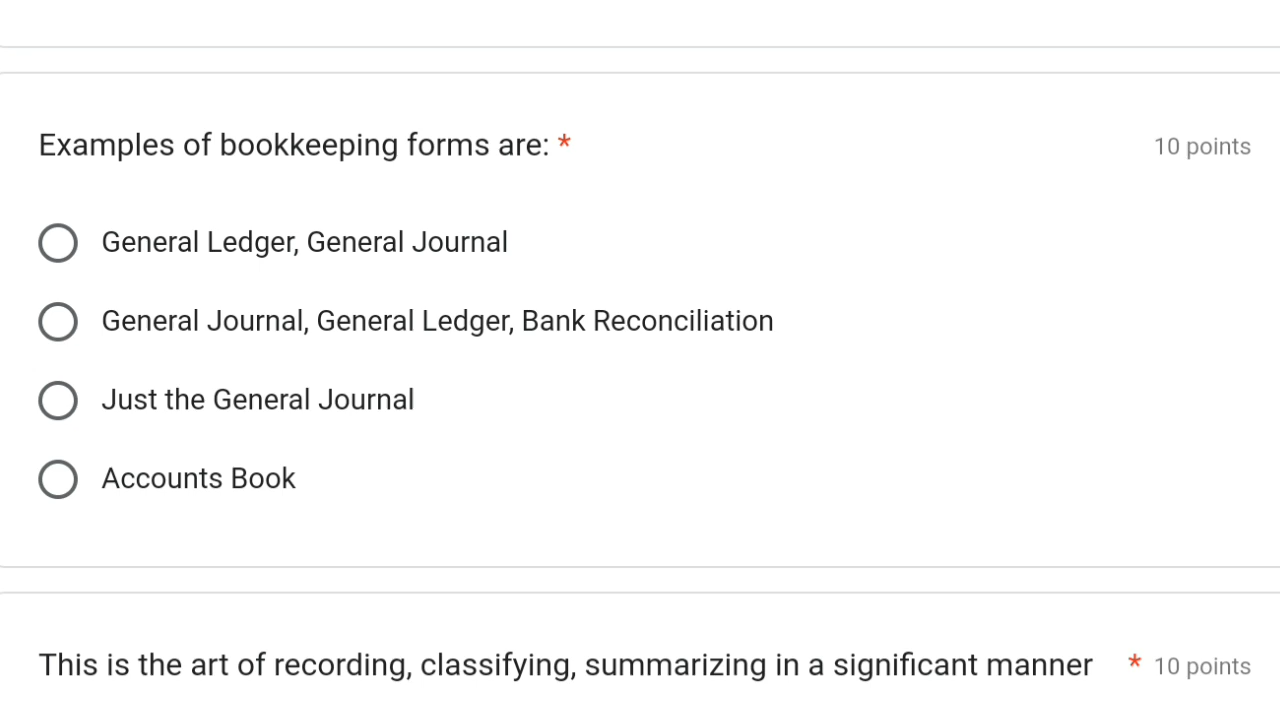 Examples of bookkeeping forms are: * 10 points
General Ledger, General Journal
General Journal, General Ledger, Bank Reconciliation
Just the General Journal
Accounts Book
This is the art of recording, classifying, summarizing in a significant manner * 10 points